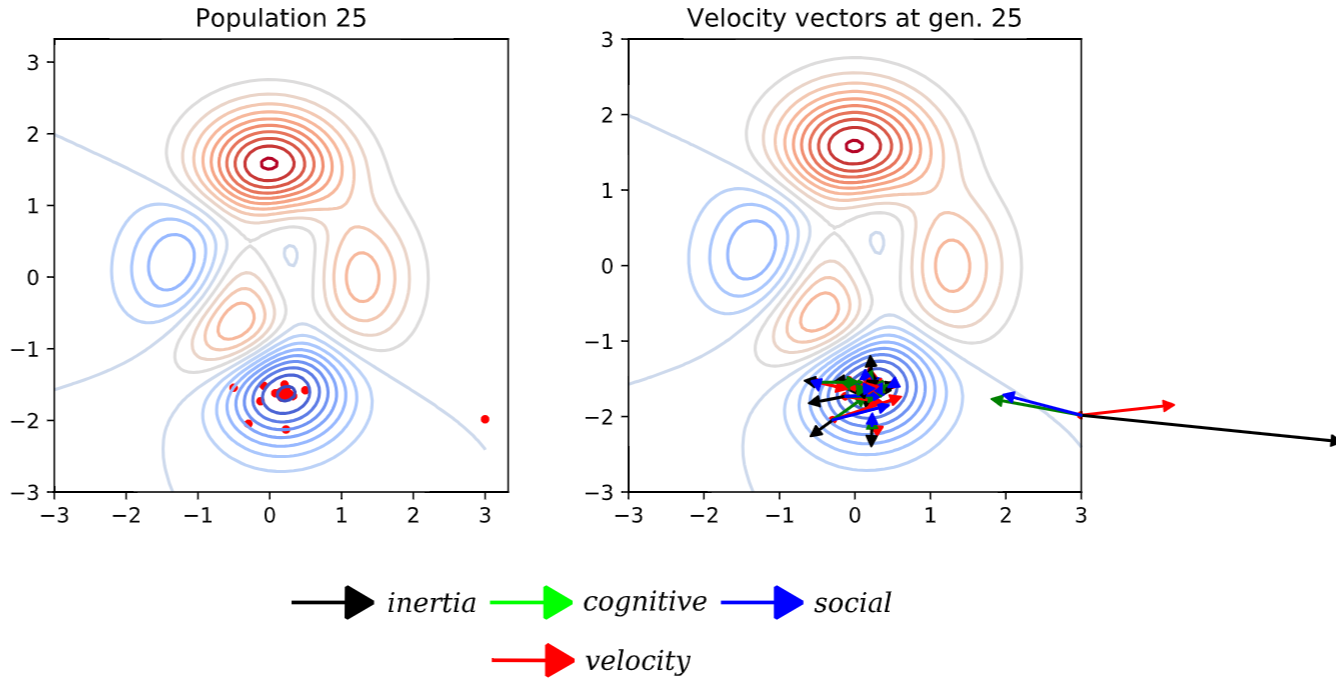 Population 25
Velocity vectors at gen. 25
3
2
1
0
−1
−2
−3
−3 −2 −1 0 1 2 3
3
2
1
0
−1
−2
−3
−3 −2 −1 0 1 2 3
inertia cognitive social
velocity